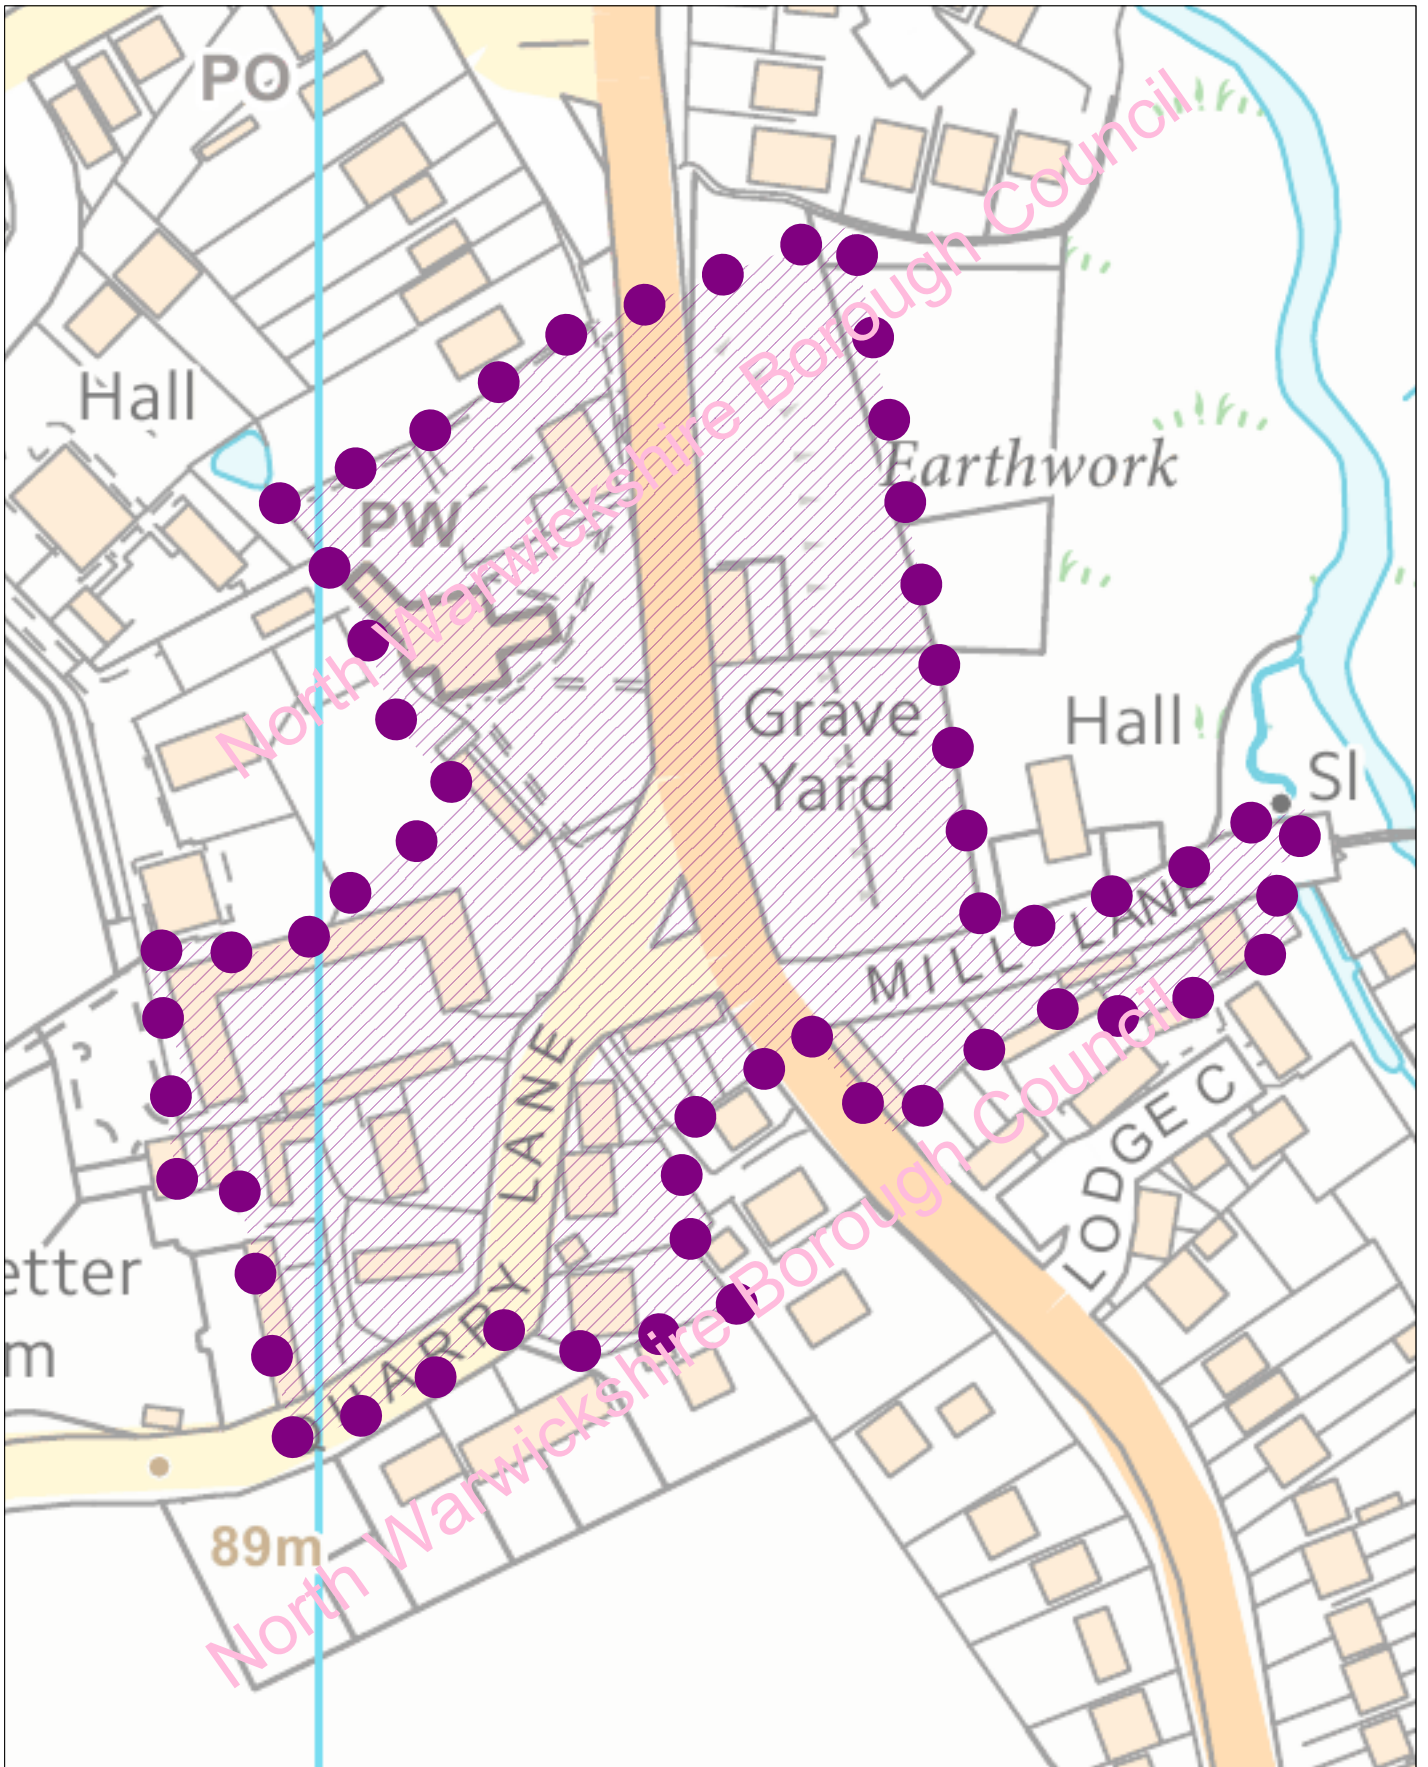 PO
Hall
Earthwork
PW
Grave
Yard
Hall
Sl
MILL LANE
LANE
QUARRY
LODGE C
etter
m
89m
North Warwickshire Borough Council
North Warwickshire Borough Council